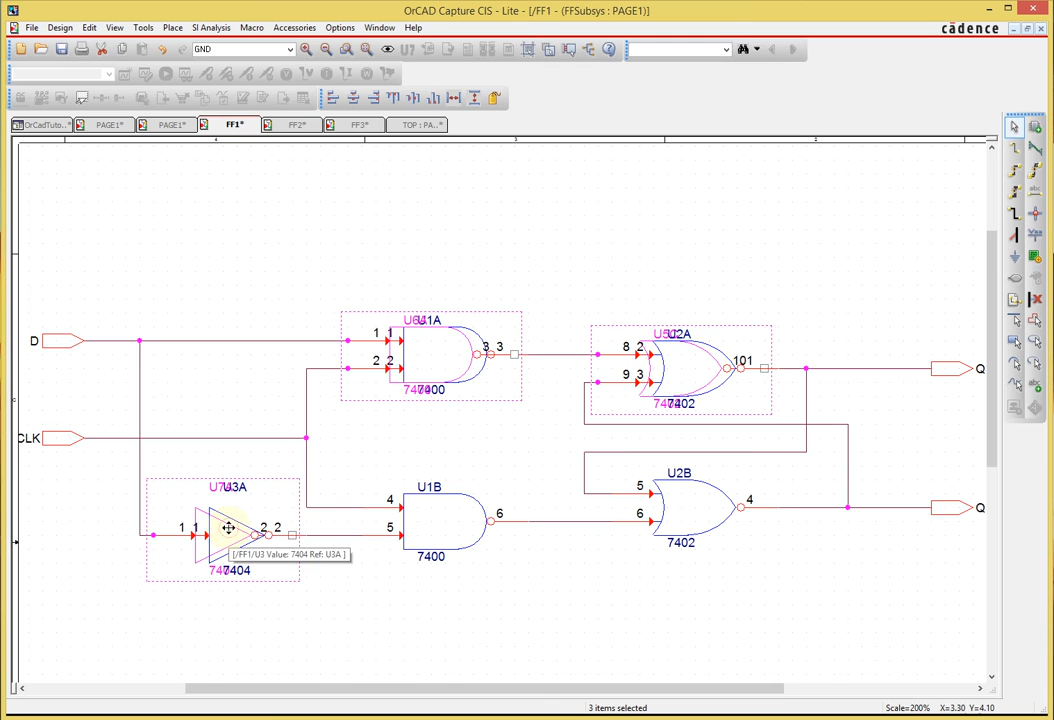 OrCAD Capture CIS - Lite - [/FF1 - (FFSubsys : PAGE1)]
File Design Edit View Tools Place SI Analysis Macro Accessories Options Window Help
cādence
GND
U?
OrCadTuto..* PAGE1* PAGE1* FF1* FF2* FF3* TOP : PA..*
4 3 2
U1A U2A
D 1 1 3 3 8 2 101
2 2 9 3 Q
7400 7402
CLK
U3A U1B U2B
4 5 4 Q
1 1 2 2 5 6 6
[/FF1/U3 Value: 7404 Ref: U3A ]
7404 7400 7402
3 items selected Scale=200% X=3.30 Y=4.10